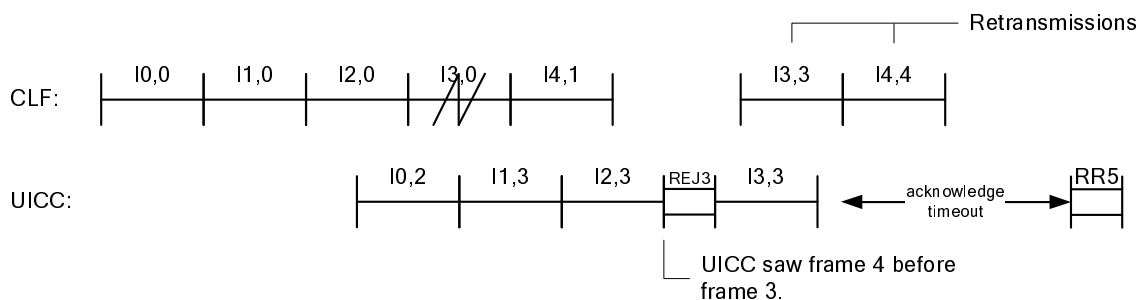 Retransmissions
I0,0 I1,0 I2,0 I3,0 I4,1 I3,3 I4,4
CLF:
I0,2 I1,3 I2,3 REJ3 I3,3 RR5
UICC:
acknowledge
timeout
UICC saw frame 4 before
frame 3.